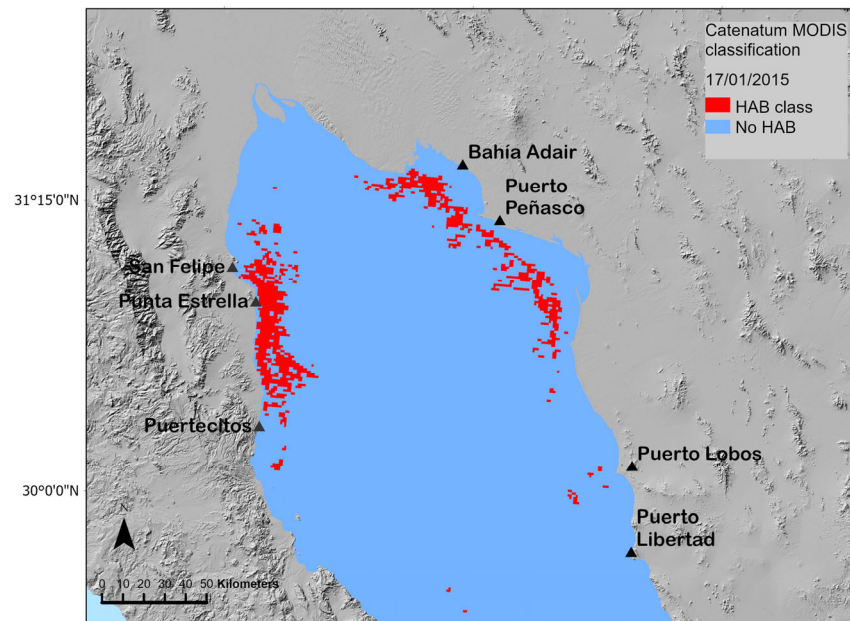 Catenatum MODIS
classification
17/01/2015
HAB class
No HAB
Bahía Adair
Puerto
Peñasco
31°15'0"N
San Felipe
Punta Estrella
Puertecitos
Puerto Lobos
30°0'0"N
Puerto
Libertad
N
0 10 20 30 40 50 Kilometers